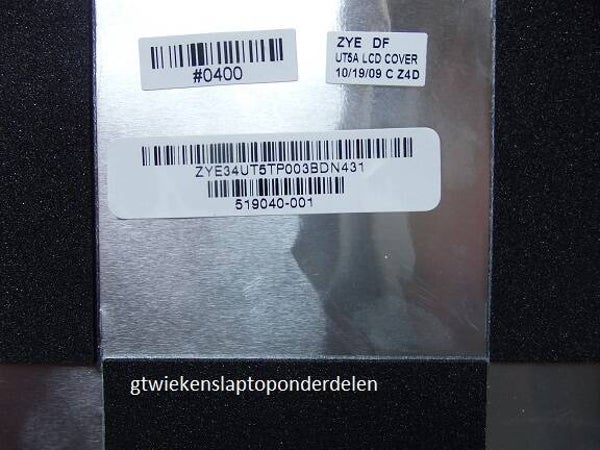 #0400
ZYE DF
UT5A LCD COVER
10/19/09 C Z4D
ZYE34UT5TP003BDN431
519040-001
gtwiekenslaptoponderdelen